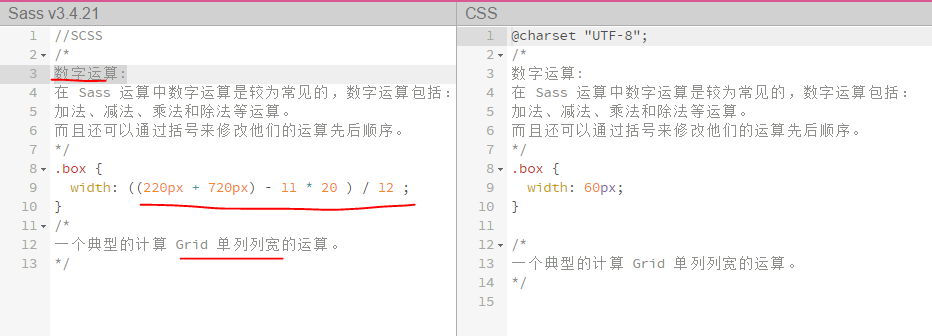 Sass v3.4.21
1 //SCSS
2 /*
3 数字运算:
4 在 Sass 运算中数字运算是较为常见的，数字运算包括:
5 加法、减法、乘法和除法等运算。
6 而且还可以通过括号来修改他们的运算先后顺序。
7 */
8 .box {
9 width: ((220px + 720px) - 11 * 20 ) / 12 ;
10 }
11 /*
12 一个典型的计算 Grid 单列列宽的运算。
13 */
CSS
1 @charset "UTF-8";
2 /*
3 数字运算:
4 在 Sass 运算中数字运算是较为常见的，数字运算包括:
5 加法、减法、乘法和除法等运算。
6 而且还可以通过括号来修改他们的运算先后顺序。
7 */
8 .box {
9 width: 60px;
10 }
11
12 /*
13 一个典型的计算 Grid 单列列宽的运算。
14 */
15